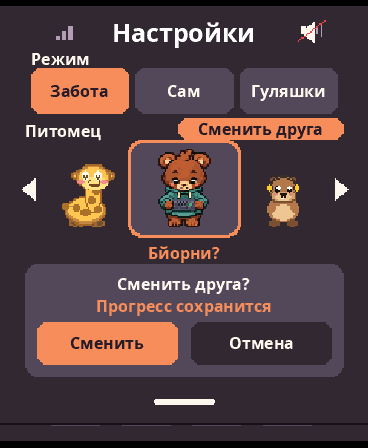 Настройки
Режим
Забота Сам Гуляшки
Питомец Сменить друга
Бйорни?
Сменить друга?
Прогресс сохранится
Сменить Отмена